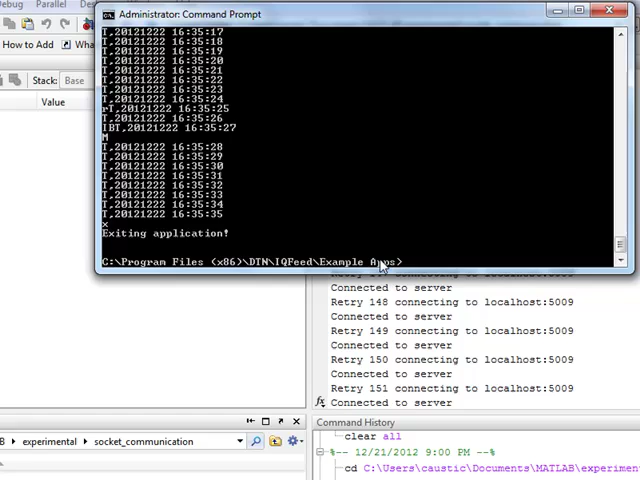 Debug Parallel De
Administrator: Command Prompt
How to Add
Wh
Stack: Base
Value
T,20121222 16:35:17
T,20121222 16:35:18
T,20121222 16:35:19
T,20121222 16:35:20
T,20121222 16:35:21
T,20121222 16:35:22
T,20121222 16:35:23
T,20121222 16:35:24
rT,20121222 16:35:25
T,20121222 16:35:26
IBT,20121222 16:35:27
M
T,20121222 16:35:28
T,20121222 16:35:29
T,20121222 16:35:30
T,20121222 16:35:31
T,20121222 16:35:32
T,20121222 16:35:33
T,20121222 16:35:34
T,20121222 16:35:35
x
Exiting application!
C:\Program Files (x86)\DTN\IQFeed\Example Apps>
Connected to server
Retry 148 connecting to localhost:5009
Connected to server
Retry 149 connecting to localhost:5009
Connected to server
Retry 150 connecting to localhost:5009
Connected to server
Retry 151 connecting to localhost:5009
fx Connected to server
B experimental socket_communication
Command History
clear all
%-- 12/21/2012 9:00 PM --%
cd C:\Users\caustic\Documents\MATLAB\experimen